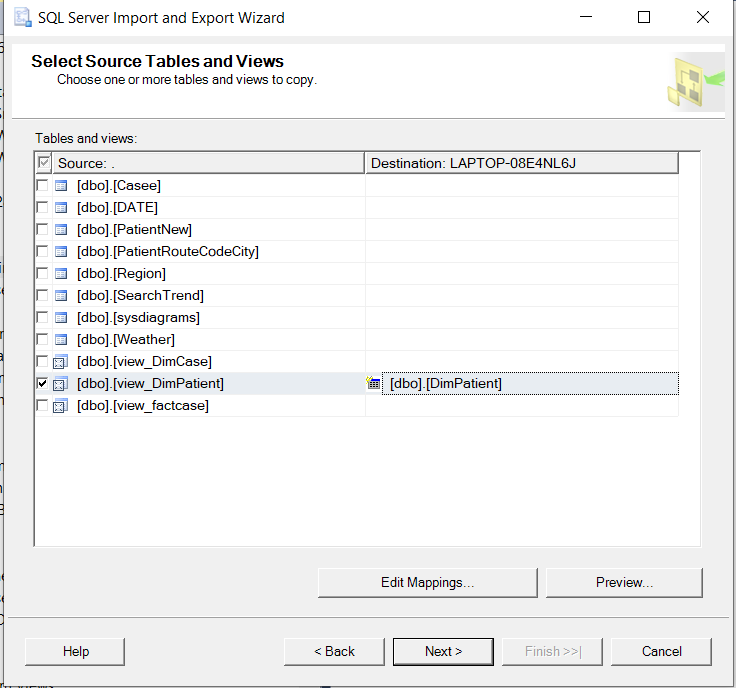 SQL Server Import and Export Wizard
Select Source Tables and Views
Choose one or more tables and views to copy.
Tables and views:
Source: . Destination: LAPTOP-08E4NL6J
[dbo].[Casee]
[dbo].[DATE]
[dbo].[PatientNew]
[dbo].[PatientRouteCodeCity]
[dbo].[Region]
[dbo].[SearchTrend]
[dbo].[sysdiagrams]
[dbo].[Weather]
[dbo].[view_DimCase]
[dbo].[view_DimPatient] [dbo].[DimPatient]
[dbo].[view_factcase]
Edit Mappings... Preview...
Help < Back Next > Finish >>| Cancel